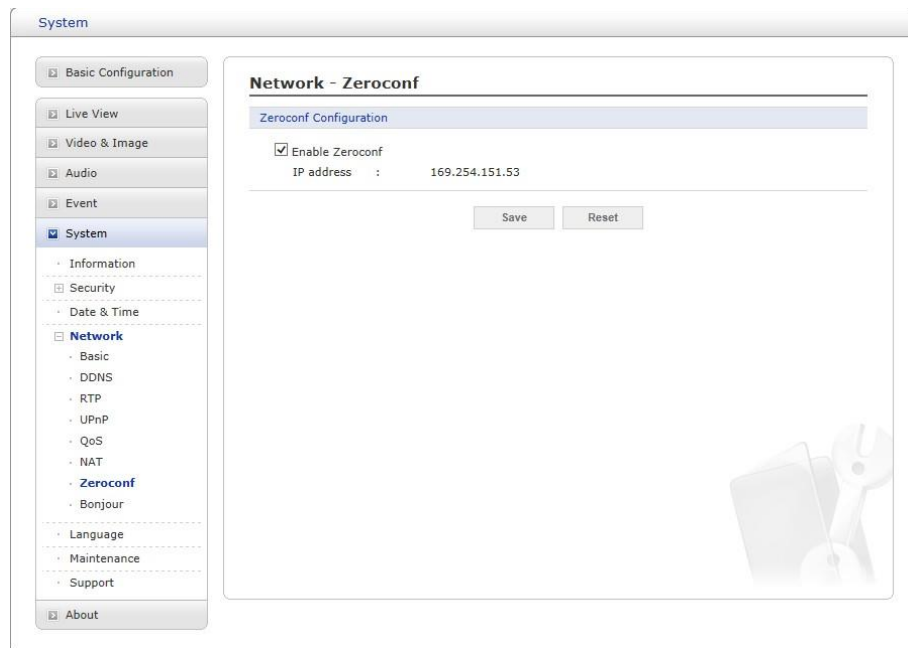 System
Basic Configuration
Live View
Video & Image
Audio
Event
System
Information
Security
Date & Time
Network
Basic
DDNS
RTP
UPnP
QoS
NAT
Zeroconf
Bonjour
Language
Maintenance
Support
About
Network - Zeroconf
Zeroconf Configuration
Enable Zeroconf
IP address : 169.254.151.53
Save Reset